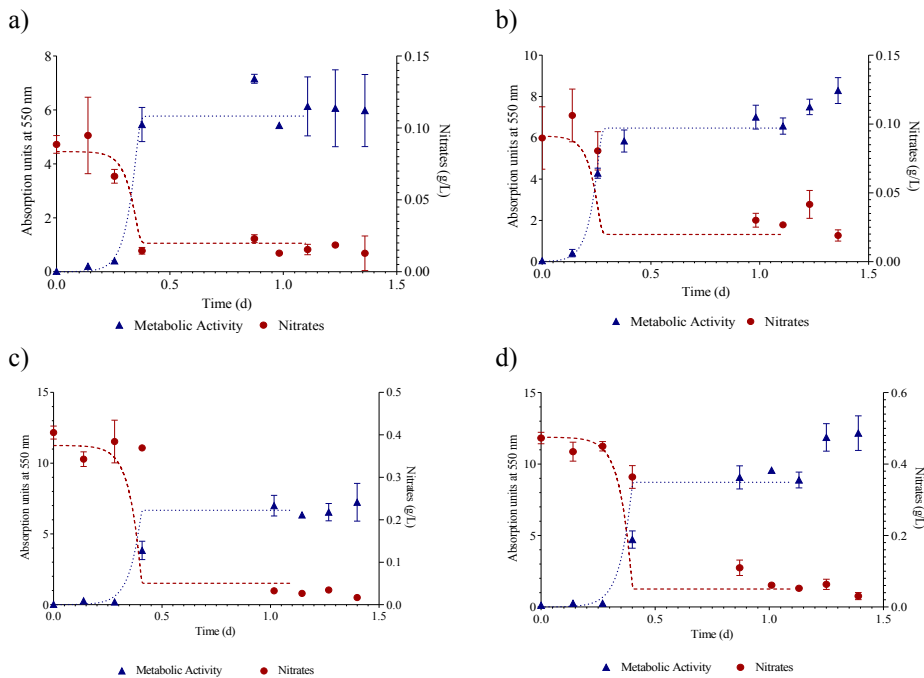 a)
8
6
4
2
0
Absorption units at 550 nm
0.15
0.10
0.05
0.00
Nitrates (g/L)
0.0 0.5 1.0 1.5
Time (d)
Metabolic Activity Nitrates
b)
10
8
6
4
2
0
Absorption units at 550 nm
0.15
0.10
0.05
0.00
Nitrates (g/L)
0.0 0.5 1.0 1.5
Time (d)
Metabolic Activity Nitrates
c)
15
10
5
0
Absorption units at 550 nm
0.5
0.4
0.3
0.2
0.1
0.0
Nitrates (g/L)
0.0 0.5 1.0 1.5
Time (d)
Metabolic Activity Nitrates
d)
15
10
5
0
Absorption units at 550 nm
0.6
0.4
0.2
0.0
Nitrates (g/L)
0.0 0.5 1.0 1.5
Time (d)
Metabolic Activity Nitrates